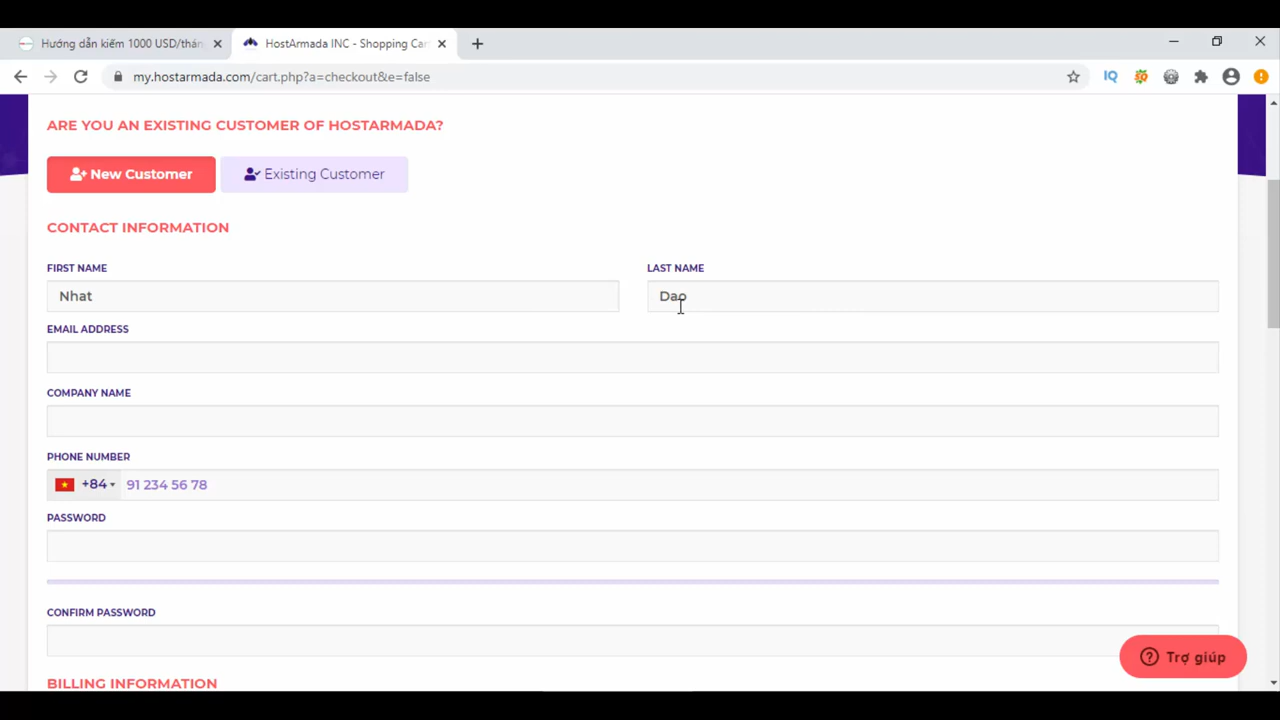 Hướng dẫn kiếm 1000 USD/thán
HostArmada INC - Shopping Car
my.hostarmada.com/cart.php?a=checkout&e=false
IQ
ARE YOU AN EXISTING CUSTOMER OF HOSTARMADA?
New Customer
Existing Customer
CONTACT INFORMATION
FIRST NAME
LAST NAME
Nhat
Dao
EMAIL ADDRESS
COMPANY NAME
PHONE NUMBER
+84
91 234 56 78
PASSWORD
CONFIRM PASSWORD
Trợ giúp
BILLING INFORMATION